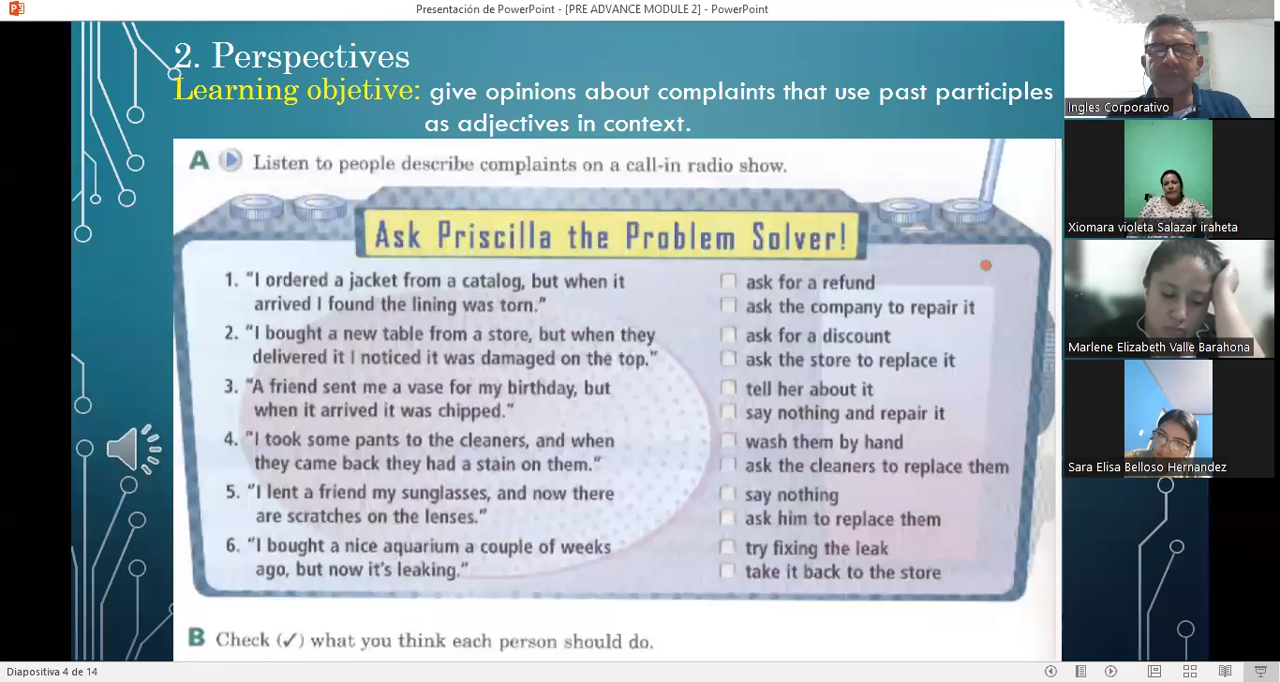 Presentación de PowerPoint - [PRE ADVANCE MODULE 2] - PowerPoint
2. Perspectives
Learning objetive: give opinions about complaints that use past participles
as adjectives in context.
A Listen to people describe complaints on a call-in radio show.
Ask Priscilla the Problem Solver!
1. "I ordered a jacket from a catalog, but when it
arrived I found the lining was torn."
ask for a refund
ask the company to repair it
2. "I bought a new table from a store, but when they
delivered it I noticed it was damaged on the top."
ask for a discount
ask the store to replace it
3. "A friend sent me a vase for my birthday, but
when it arrived it was chipped."
tell her about it
say nothing and repair it
4. "I took some pants to the cleaners, and when
they came back they had a stain on them."
wash them by hand
ask the cleaners to replace them
5. "I lent a friend my sunglasses, and now there
are scratches on the lenses."
say nothing
ask him to replace them
6. "I bought a nice aquarium a couple of weeks
ago, but now it's leaking."
try fixing the leak
take it back to the store
B Check (✓) what you think each person should do.
Ingles Corporativo
Xiomara violeta Salazar iraheta
Marlene Elizabeth Valle Barahona
Sara Elisa Belloso Hernandez
Diapositiva 4 de 14